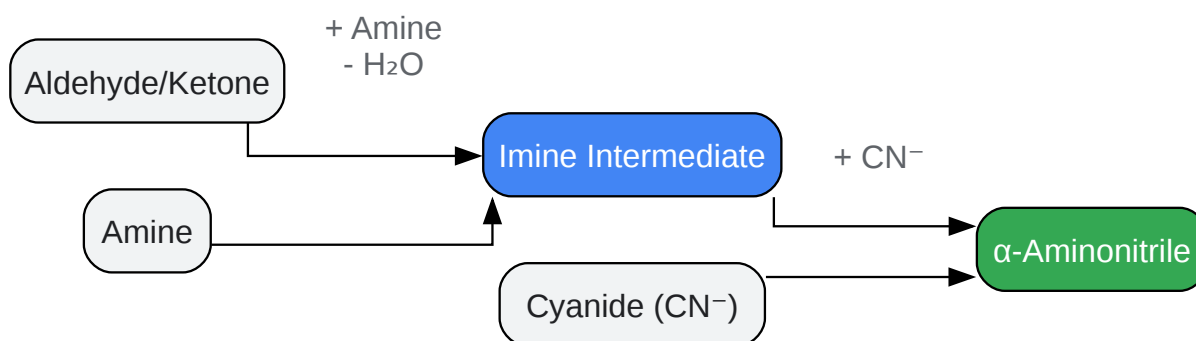 + Amine
- H₂O
Aldehyde/Ketone
Imine Intermediate
+ CN⁻
Amine
α-Aminonitrile
Cyanide (CN⁻)